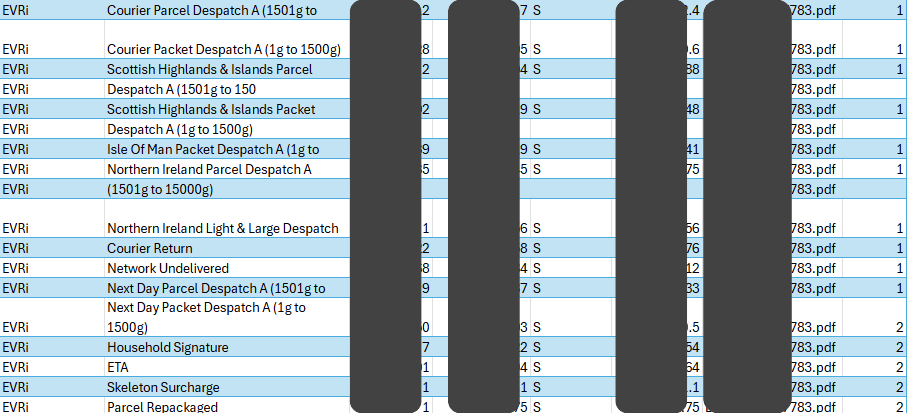 EVRi Courier Parcel Despatch A (1501g to 2 7 S .4 783.pdf 1
EVRi Courier Packet Despatch A (1g to 1500g) 8 5 S .6 783.pdf 1
EVRi Scottish Highlands & Islands Parcel 2 4 S 88 783.pdf 1
EVRi Despatch A (1501g to 150 783.pdf
EVRi Scottish Highlands & Islands Packet 2 9 S 48 783.pdf 1
EVRi Despatch A (1g to 1500g) 783.pdf
EVRi Isle Of Man Packet Despatch A (1g to 9 9 S 41 783.pdf 1
EVRi Northern Ireland Parcel Despatch A 35 5 S 75 783.pdf 1
EVRi (1501g to 15000g) 783.pdf
EVRi Northern Ireland Light & Large Despatch 1 6 S 56 783.pdf 1
EVRi Courier Return 2 8 S 76 783.pdf 1
EVRi Network Undelivered 8 4 S 12 783.pdf 1
EVRi Next Day Parcel Despatch A (1501g to 9 7 S 33 783.pdf 1
Next Day Packet Despatch A (1g to
EVRi 1500g) 0 3 S .5 783.pdf 2
EVRi Household Signature 7 2 S 54 783.pdf 2
EVRi ETA 1 4 S 64 783.pdf 2
EVRi Skeleton Surcharge 1 1 S .1 783.pdf 2
EVRi Parcel Repackaged 1 75 S .75 783.pdf 2